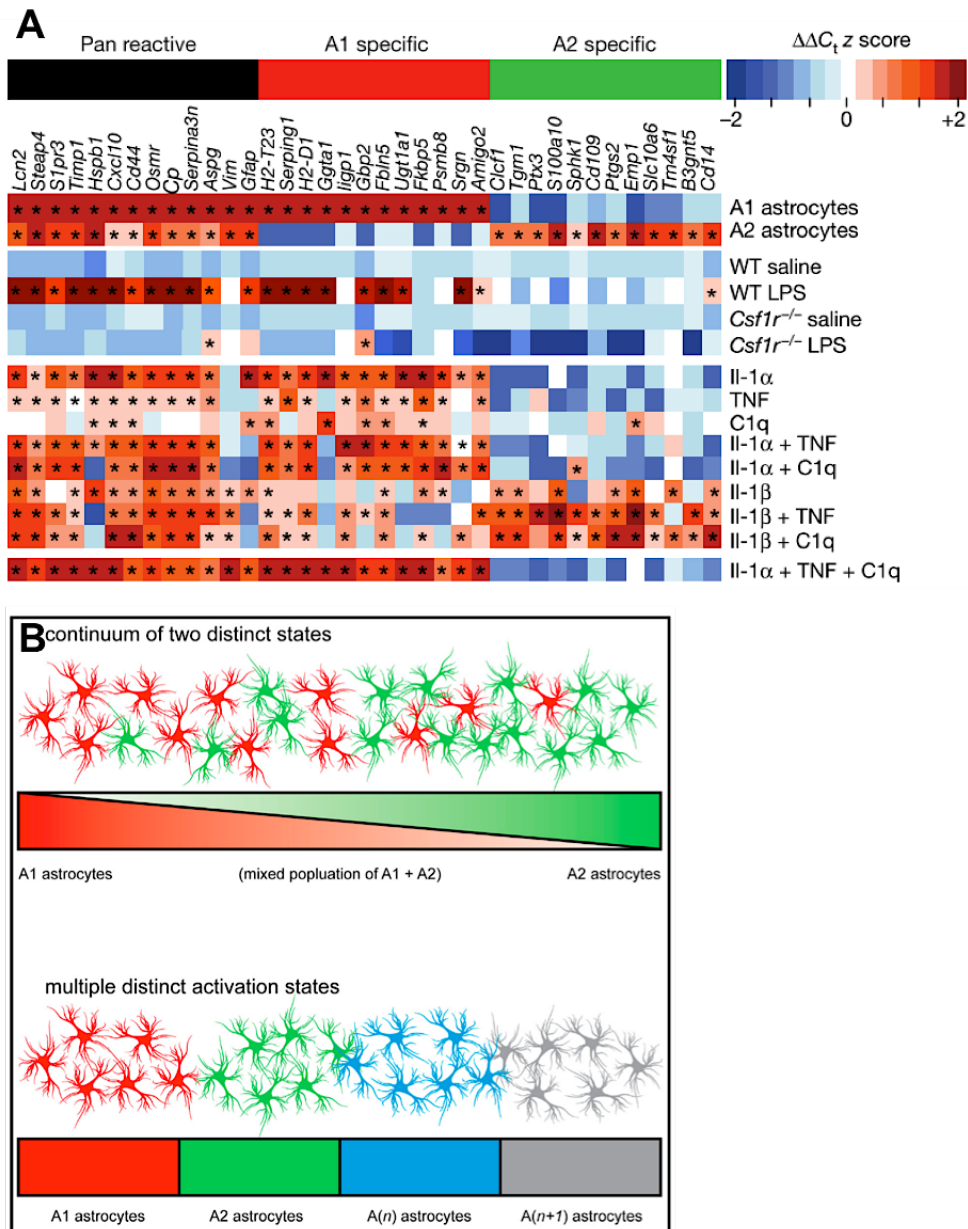 A
Pan reactive A1 specific A2 specific ΔΔCt z score
−2 0 +2
Lcn2 Steap4 S1pr3 Timp1 Hspb1 Cxcl10 Cd44 Osmr Cp Serpina3n Aspg Vim Gfap H2-T23 Serping1 H2-D1 Ggta1 Iigp1 Gbp2 Fbln5 Ugt1a1 Fkbp5 Psmb8 Srgn Amigo2 Clcf1 Tgm1 Ptx3 S100a10 Sphk1 Cd109 Ptgs2 Emp1 Slc10a6 Tm4sf1 B3gnt5 Cd14
A1 astrocytes
A2 astrocytes
WT saline
WT LPS
Csf1r−/− saline
Csf1r−/− LPS
Il-1α
TNF
C1q
Il-1α + TNF
Il-1α + C1q
Il-1β
Il-1β + TNF
Il-1β + C1q
Il-1α + TNF + C1q
B
continuum of two distinct states
A1 astrocytes (mixed popluation of A1 + A2) A2 astrocytes
multiple distinct activation states
A1 astrocytes A2 astrocytes A(n) astrocytes A(n+1) astrocytes